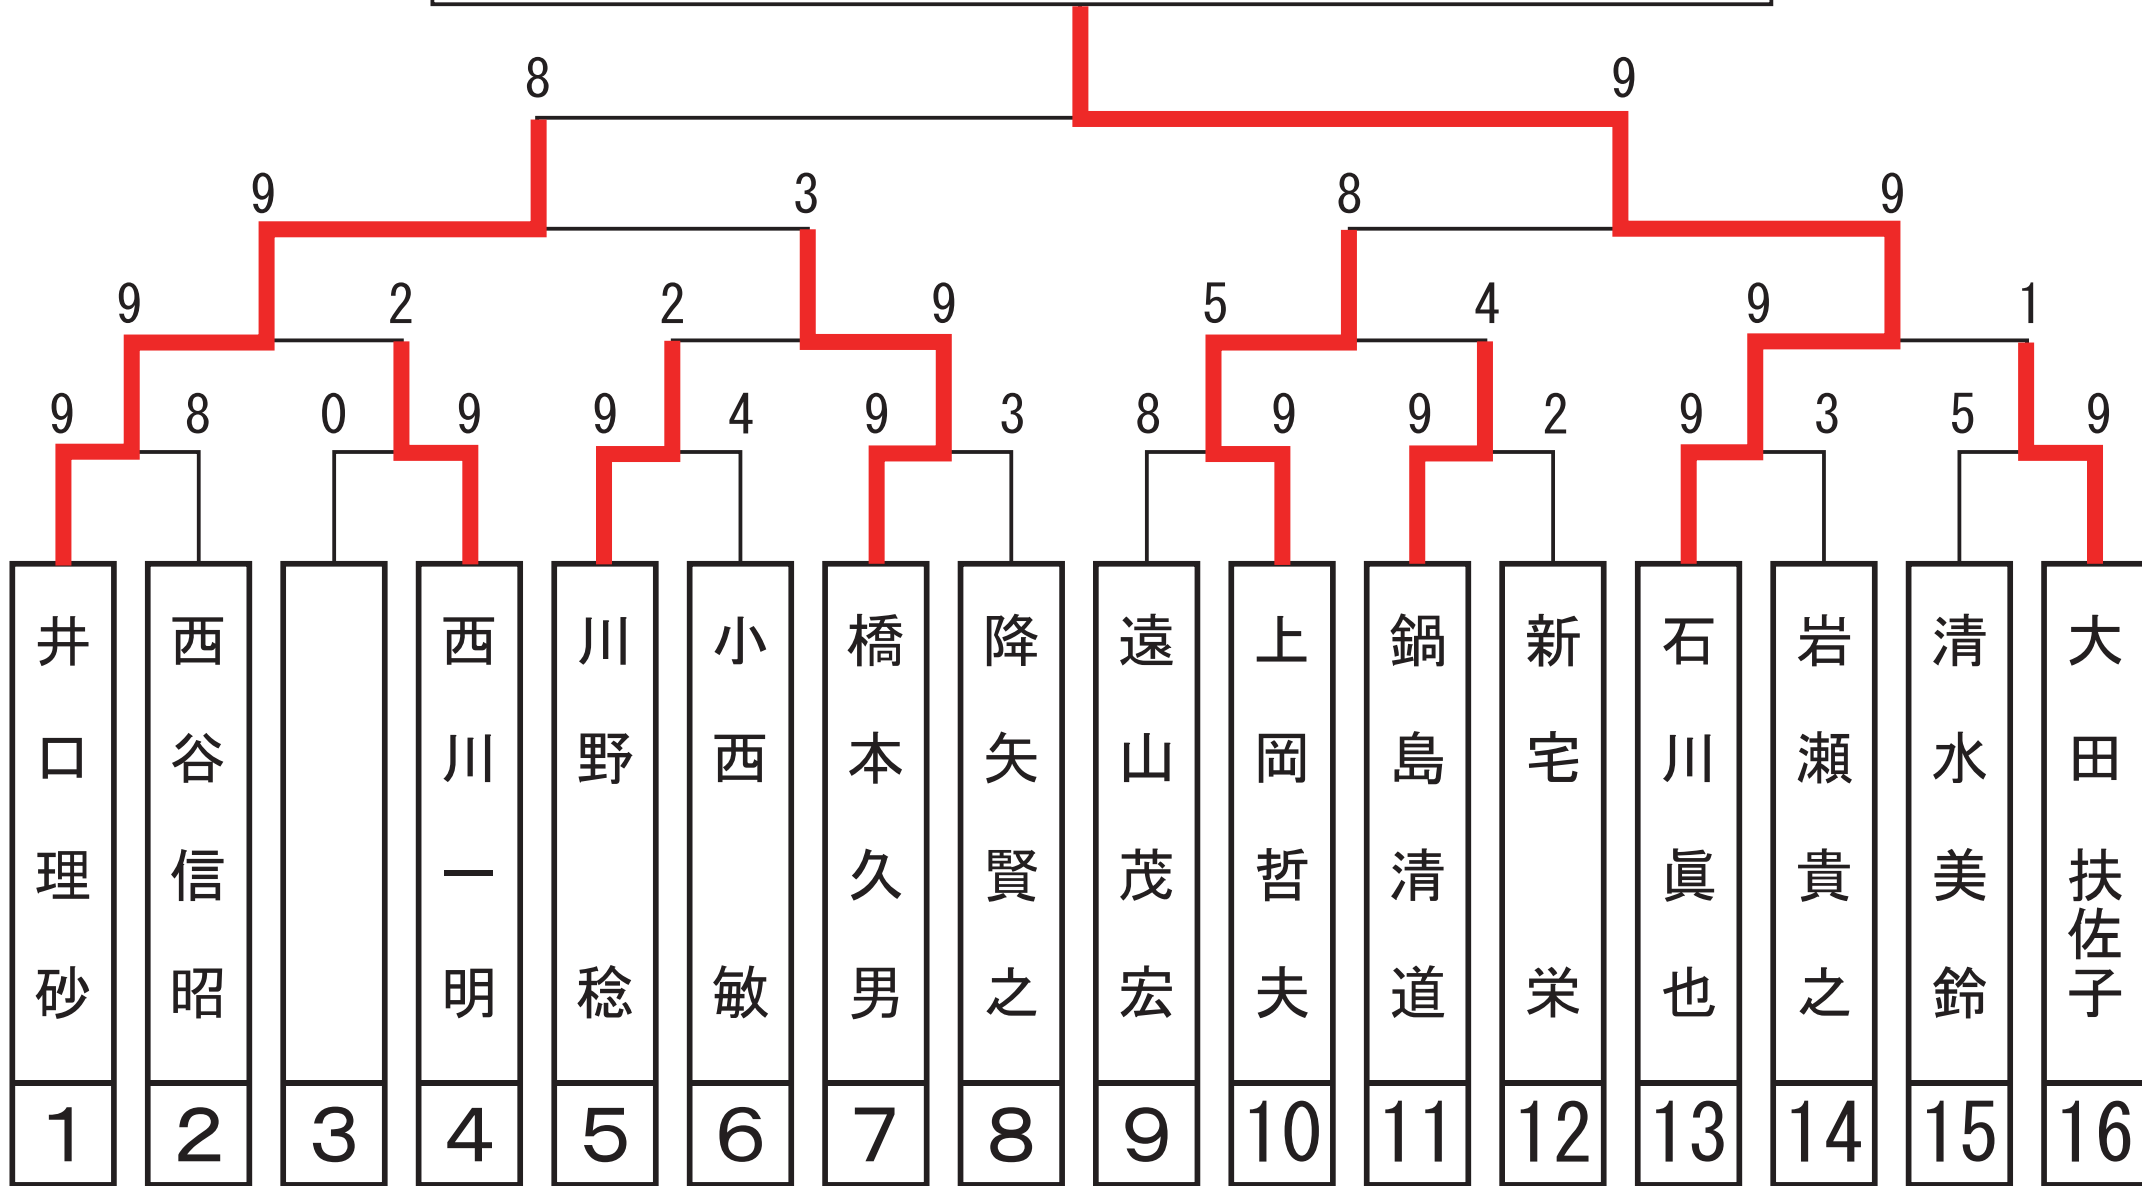 8 9
9 3 8 9
9 2 2 9 5 4 9 1
9 8 0 9 9 4 9 3 8 9 9 2 9 3 5 9
井口理砂
西谷信昭
西川一明
川野稔
小西敏
橋本久男
降矢賢之
遠山茂宏
上岡哲夫
鍋島清道
新宅栄
石川眞也
岩瀬貴之
清水美鈴
大田扶佐子
1 2 3 4 5 6 7 8 9 10 11 12 13 14 15 16